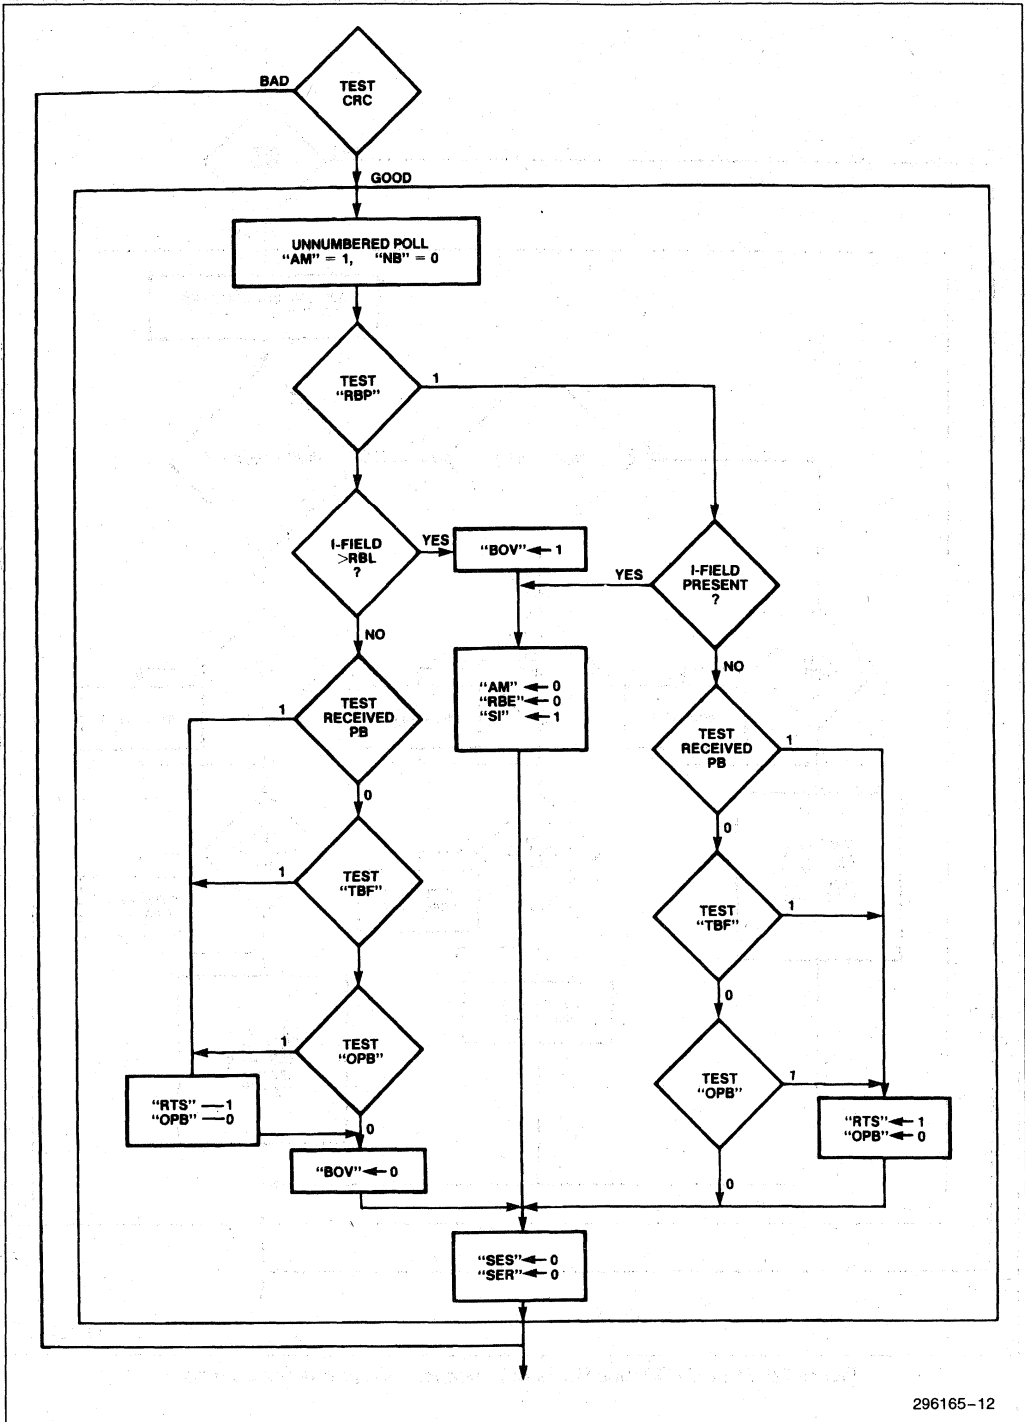 TEST
CRC
BAD
GOOD
UNNUMBERED POLL
"AM" = 1, "NB" = 0
TEST
"RBP"
1
I-FIELD
>RBL
?
YES
"BOV" ← 1
NO
I-FIELD
PRESENT
?
YES
NO
"AM" ← 0
"RBE" ← 0
"SI" ← 1
TEST
RECEIVED
PB
1
0
TEST
RECEIVED
PB
1
0
TEST
"TBF"
1
TEST
"TBF"
1
0
TEST
"OPB"
1
0
TEST
"OPB"
1
0
"RTS" — 1
"OPB" — 0
"RTS" ← 1
"OPB" ← 0
"BOV" ← 0
"SES" ← 0
"SER" ← 0
296165-12